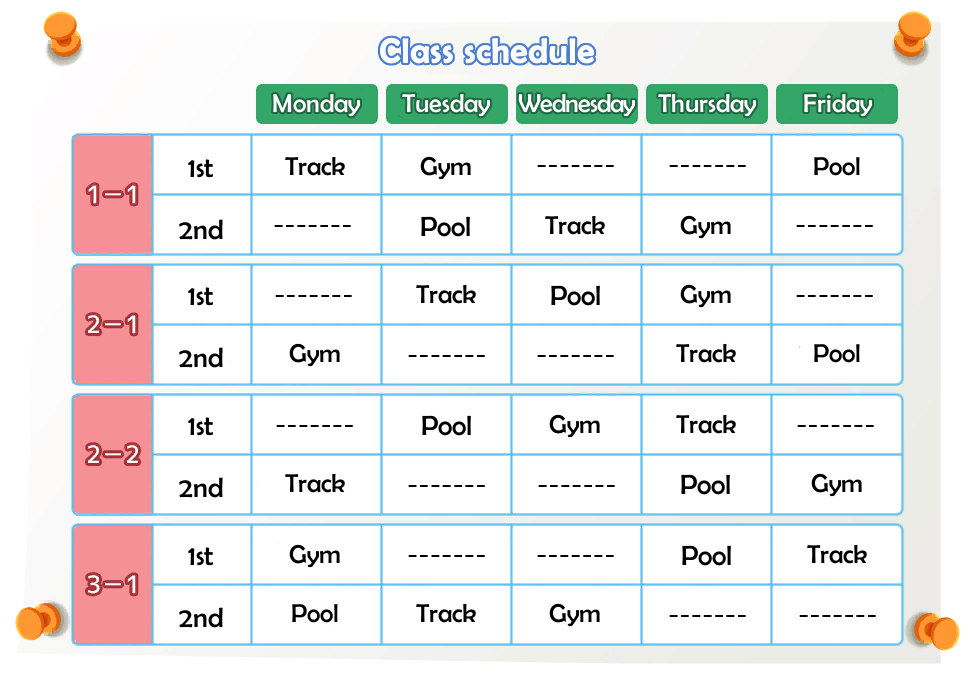 Class schedule
Monday Tuesday Wednesday Thursday Friday
1-1
1st Track Gym ------- ------- Pool
2nd ------- Pool Track Gym -------
2-1
1st ------- Track Pool Gym -------
2nd Gym ------- ------- Track Pool
2-2
1st ------- Pool Gym Track -------
2nd Track ------- ------- Pool Gym
3-1
1st Gym ------- ------- Pool Track
2nd Pool Track Gym ------- -------